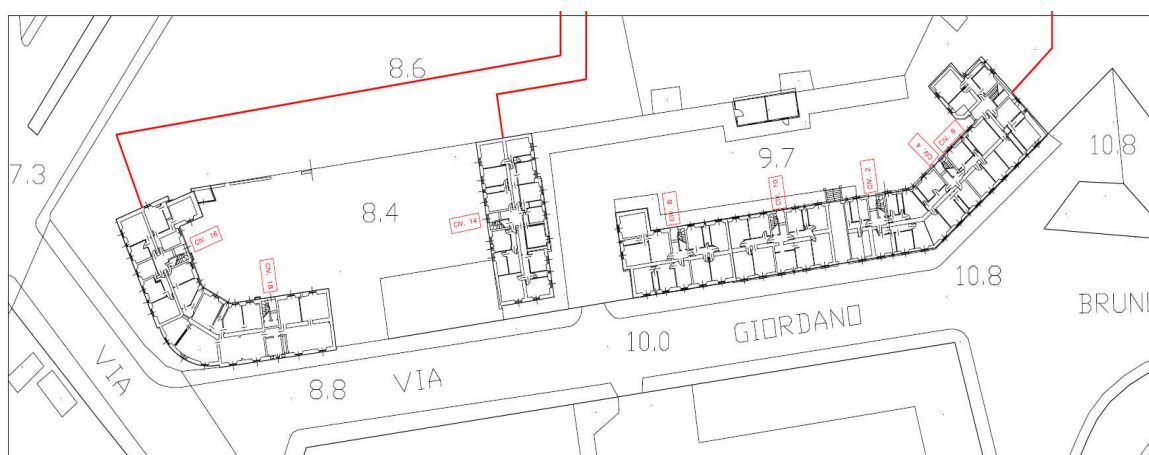 8.6
7.3
8.4
9.7
10.8
CIV. 4
CIV. 6
CIV. 2
CIV. 10
CIV. 8
CIV. 14
CIV. 16
CIV. 18
10.8
10.0
GIORDANO
BRUN
VIA
8.8
VIA